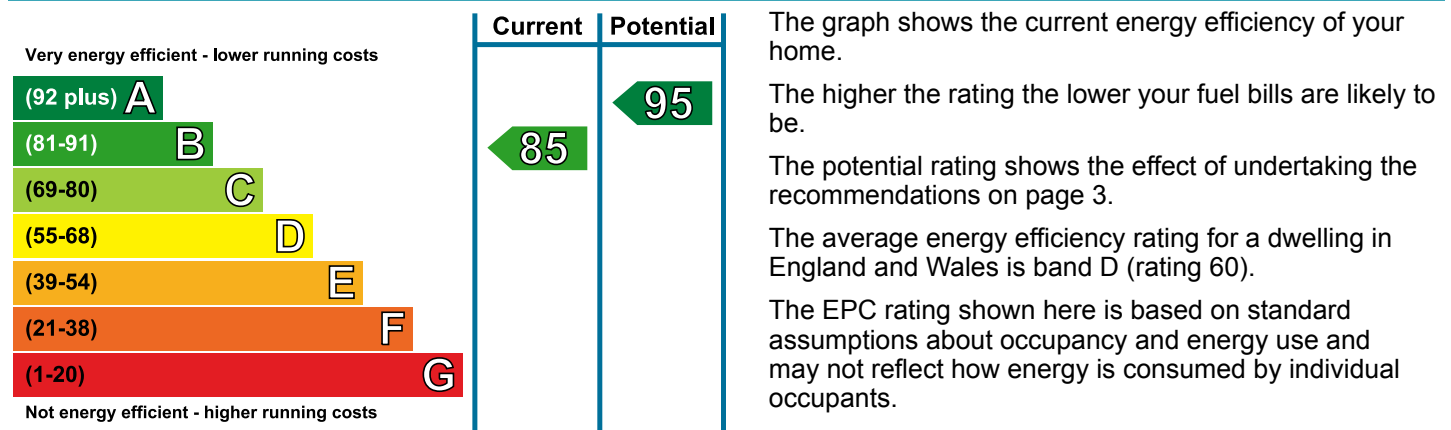 Current Potential
Very energy efficient - lower running costs
(92 plus) A
95
(81-91) B
85
(69-80) C
(55-68) D
(39-54) E
(21-38) F
(1-20) G
Not energy efficient - higher running costs
The graph shows the current energy efficiency of your
home.
The higher the rating the lower your fuel bills are likely to
be.
The potential rating shows the effect of undertaking the
recommendations on page 3.
The average energy efficiency rating for a dwelling in
England and Wales is band D (rating 60).
The EPC rating shown here is based on standard
assumptions about occupancy and energy use and
may not reflect how energy is consumed by individual
occupants.